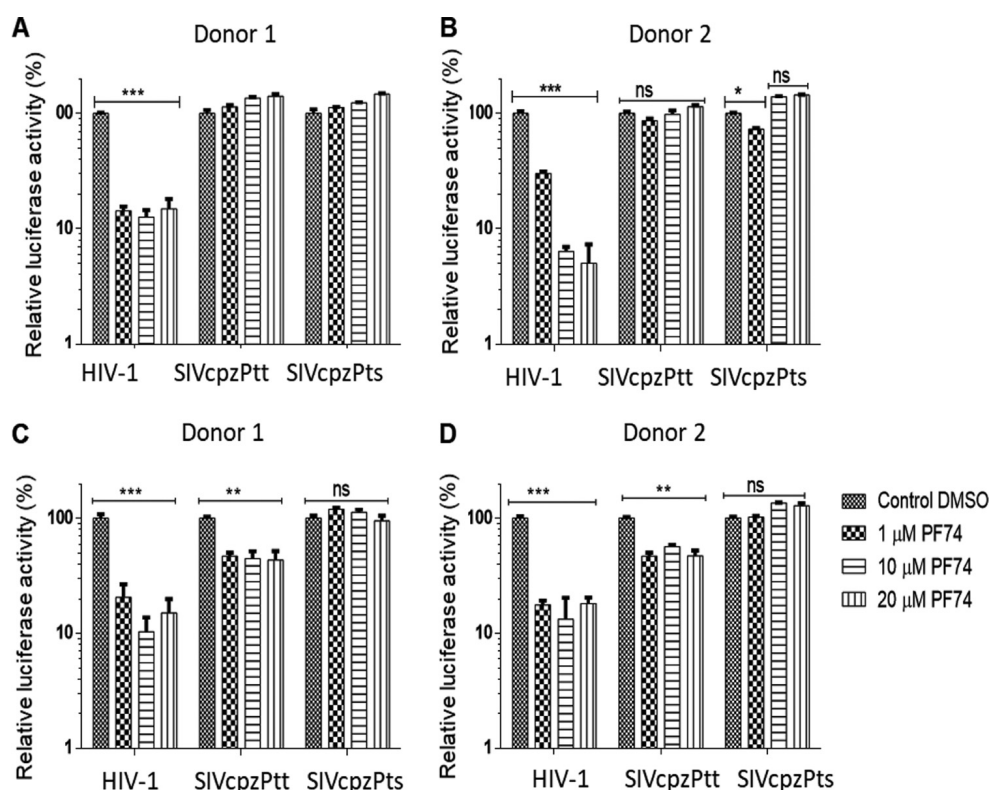 A
Donor 1
Relative luciferase activity (%)
***
00
10
1
HIV-1 SIVcpzPtt SIVcpzPts
B
Donor 2
Relative luciferase activity (%)
*** ns * ns
100
10
1
HIV-1 SIVcpzPtt SIVcpzPts
C
Donor 1
Relative luciferase activity (%)
*** ** ns
100
10
1
HIV-1 SIVcpzPtt SIVcpzPts
D
Donor 2
Relative luciferase activity (%)
*** ** ns
100
10
1
HIV-1 SIVcpzPtt SIVcpzPts
Control DMSO
1 μM PF74
10 μM PF74
20 μM PF74